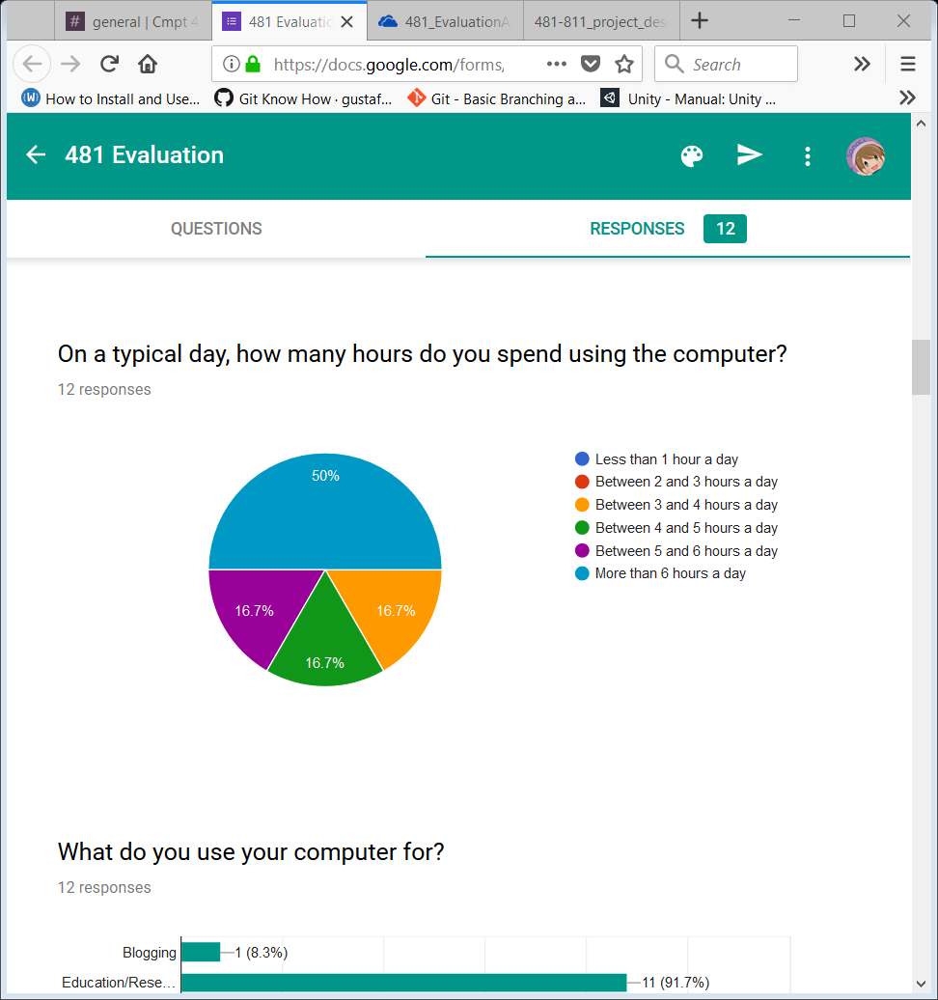 # general | Cmpt 4
481 Evaluatio
481_EvaluationA
481-811_project_des
https://docs.google.com/forms,
Search
How to Install and Use...
Git Know How · gustaf...
Git - Basic Branching a...
Unity - Manual: Unity ...
481 Evaluation
QUESTIONS
RESPONSES 12
On a typical day, how many hours do you spend using the computer?
12 responses
50%
16.7%
16.7%
16.7%
Less than 1 hour a day
Between 2 and 3 hours a day
Between 3 and 4 hours a day
Between 4 and 5 hours a day
Between 5 and 6 hours a day
More than 6 hours a day
What do you use your computer for?
12 responses
Blogging 1 (8.3%)
Education/Rese... 11 (91.7%)